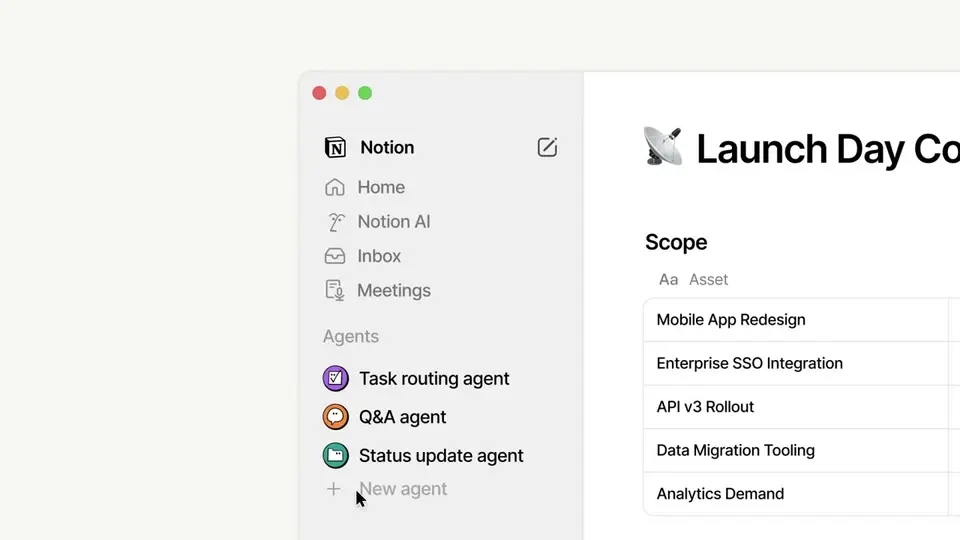 Notion
Home
Notion AI
Inbox
Meetings
Agents
Task routing agent
Q&A agent
Status update agent
New agent
Launch Day Co
Scope
Aa Asset
Mobile App Redesign
Enterprise SSO Integration
API v3 Rollout
Data Migration Tooling
Analytics Demand